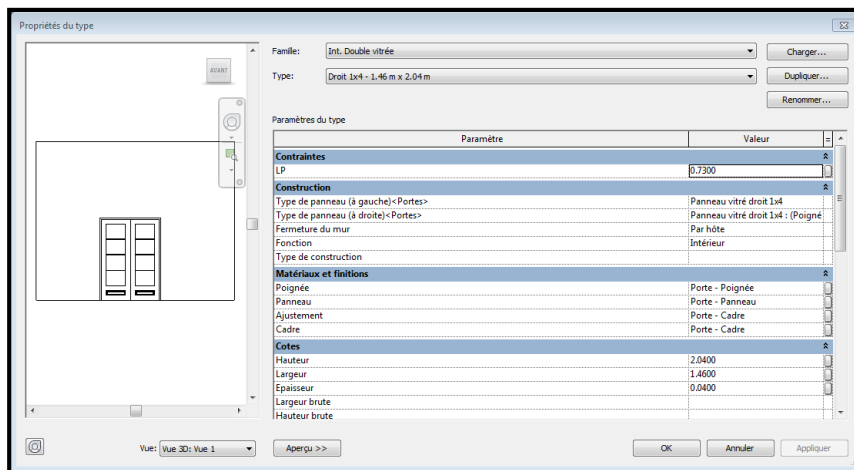 Propriétés du type
AVANT
Famille: Int. Double vitrée Charger...
Type: Droit 1x4 - 1.46 m x 2.04 m Dupliquer...
Renommer...
Paramètres du type
Paramètre Valeur =
Contraintes
LP 0.7300
Construction
Type de panneau (à gauche)<Portes> Panneau vitré droit 1x4
Type de panneau (à droite)<Portes> Panneau vitré droit 1x4 : (Poigné
Fermeture du mur Par hôte
Fonction Intérieur
Type de construction
Matériaux et finitions
Poignée Porte - Poignée
Panneau Porte - Panneau
Ajustement Porte - Cadre
Cadre Porte - Cadre
Cotes
Hauteur 2.0400
Largeur 1.4600
Epaisseur 0.0400
Largeur brute
Hauteur brute
Vue: Vue 3D: Vue 1 Aperçu >> OK Annuler Appliquer